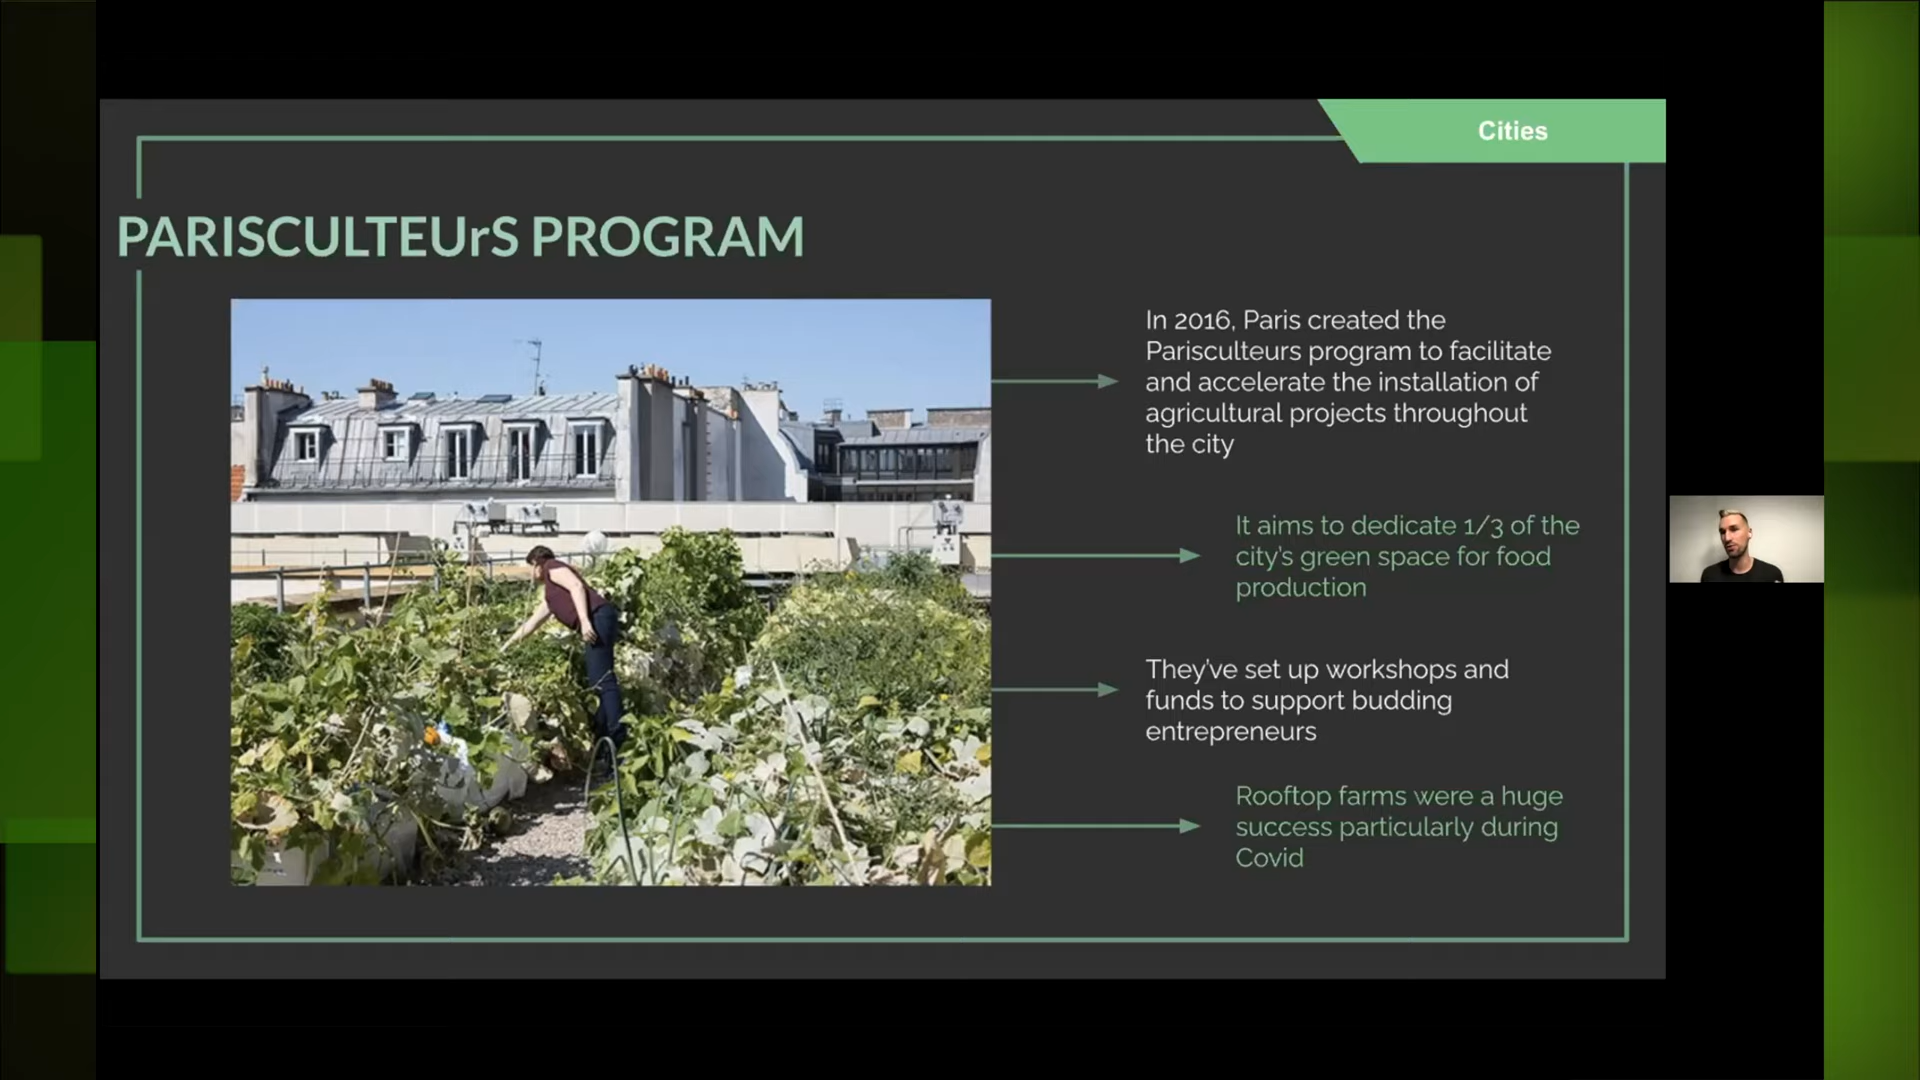 Cities
PARISCULTEUrS PROGRAM
In 2016, Paris created the
Parisculteurs program to facilitate
and accelerate the installation of
agricultural projects throughout
the city
It aims to dedicate 1/3 of the
city's green space for food
production
They've set up workshops and
funds to support budding
entrepreneurs
Rooftop farms were a huge
success particularly during
Covid